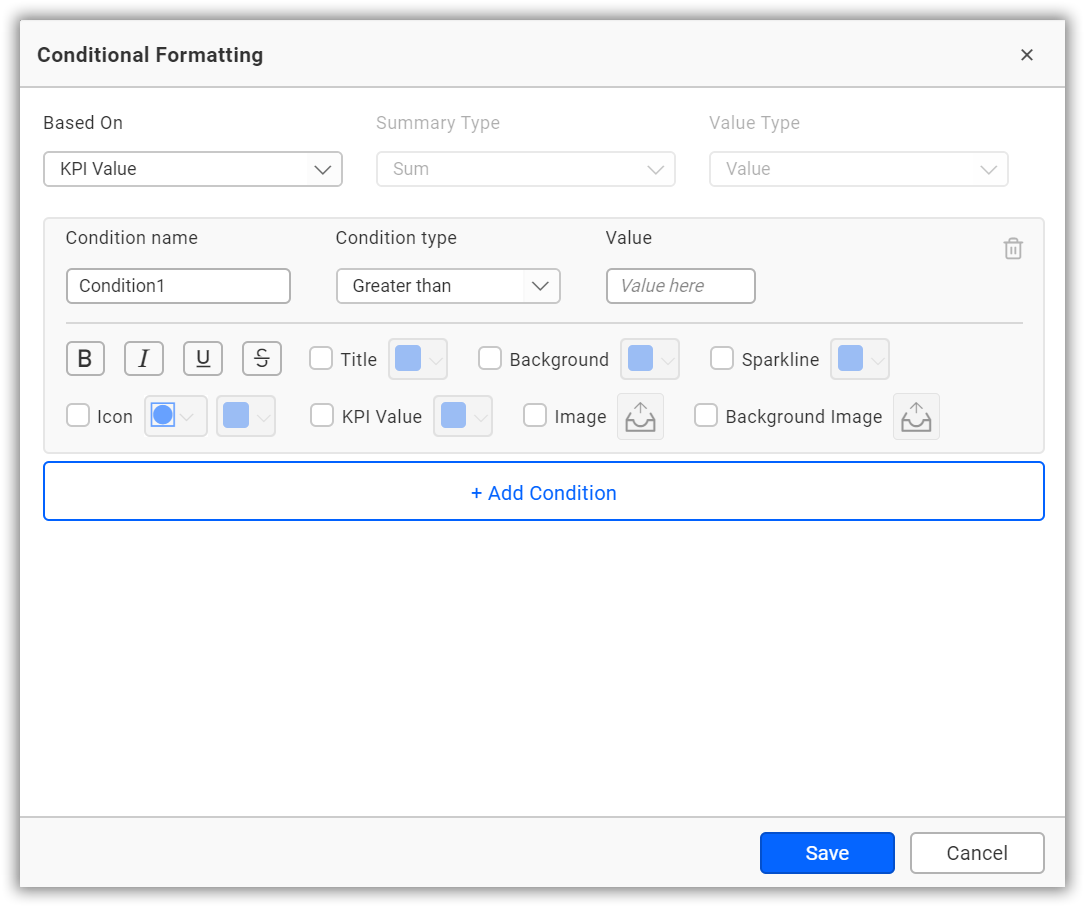 Conditional Formatting
Based On Summary Type Value Type
KPI Value Sum Value
Condition name Condition type Value
Condition1 Greater than Value here
B I U S Title Background Sparkline
Icon KPI Value Image Background Image
+ Add Condition
Save Cancel